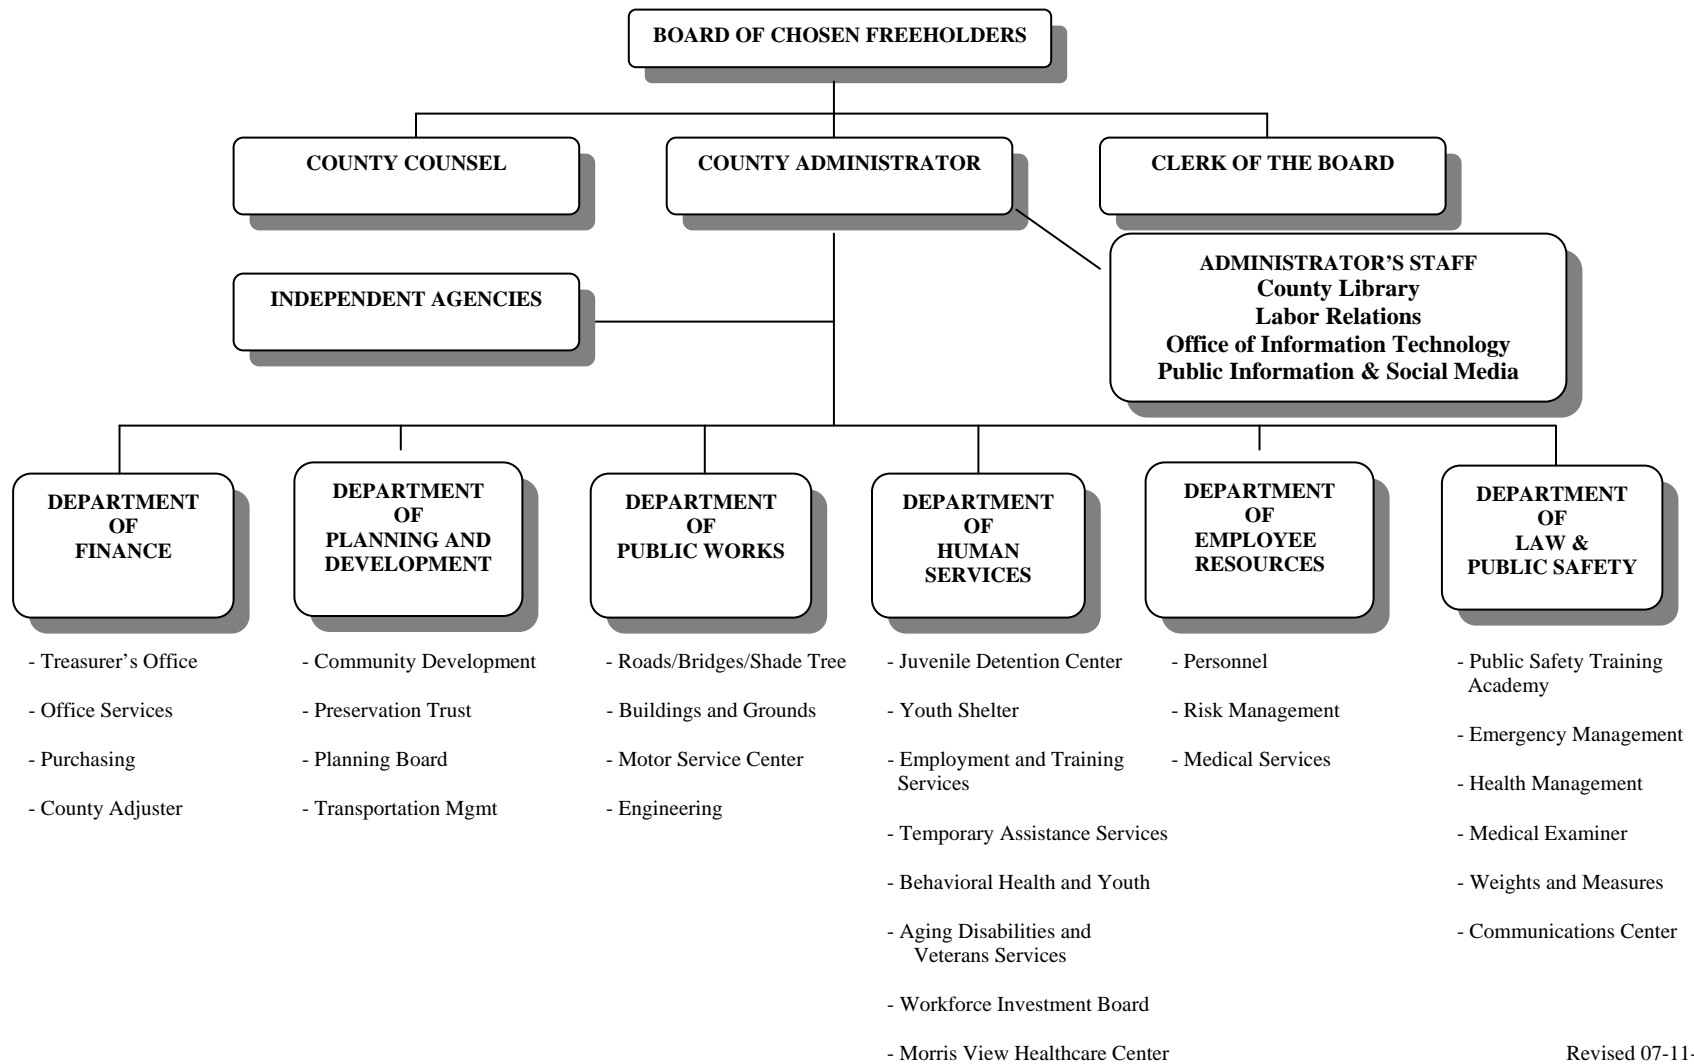 BOARD OF CHOSEN FREEHOLDERS
COUNTY COUNSEL
COUNTY ADMINISTRATOR
CLERK OF THE BOARD
ADMINISTRATOR’S STAFF
County Library
Labor Relations
Office of Information Technology
Public Information & Social Media
INDEPENDENT AGENCIES
DEPARTMENT
OF
FINANCE
- Treasurer’s Office
- Office Services
- Purchasing
- County Adjuster
DEPARTMENT
OF
PLANNING AND
DEVELOPMENT
- Community Development
- Preservation Trust
- Planning Board
- Transportation Mgmt
DEPARTMENT
OF
PUBLIC WORKS
- Roads/Bridges/Shade Tree
- Buildings and Grounds
- Motor Service Center
- Engineering
DEPARTMENT
OF
HUMAN
SERVICES
- Juvenile Detention Center
- Youth Shelter
- Employment and Training
Services
- Temporary Assistance Services
- Behavioral Health and Youth
- Aging Disabilities and
Veterans Services
- Workforce Investment Board
- Morris View Healthcare Center
DEPARTMENT
OF
EMPLOYEE
RESOURCES
- Personnel
- Risk Management
- Medical Services
DEPARTMENT
OF
LAW &
PUBLIC SAFETY
- Public Safety Training
Academy
- Emergency Management
- Health Management
- Medical Examiner
- Weights and Measures
- Communications Center
Revised 07-11-